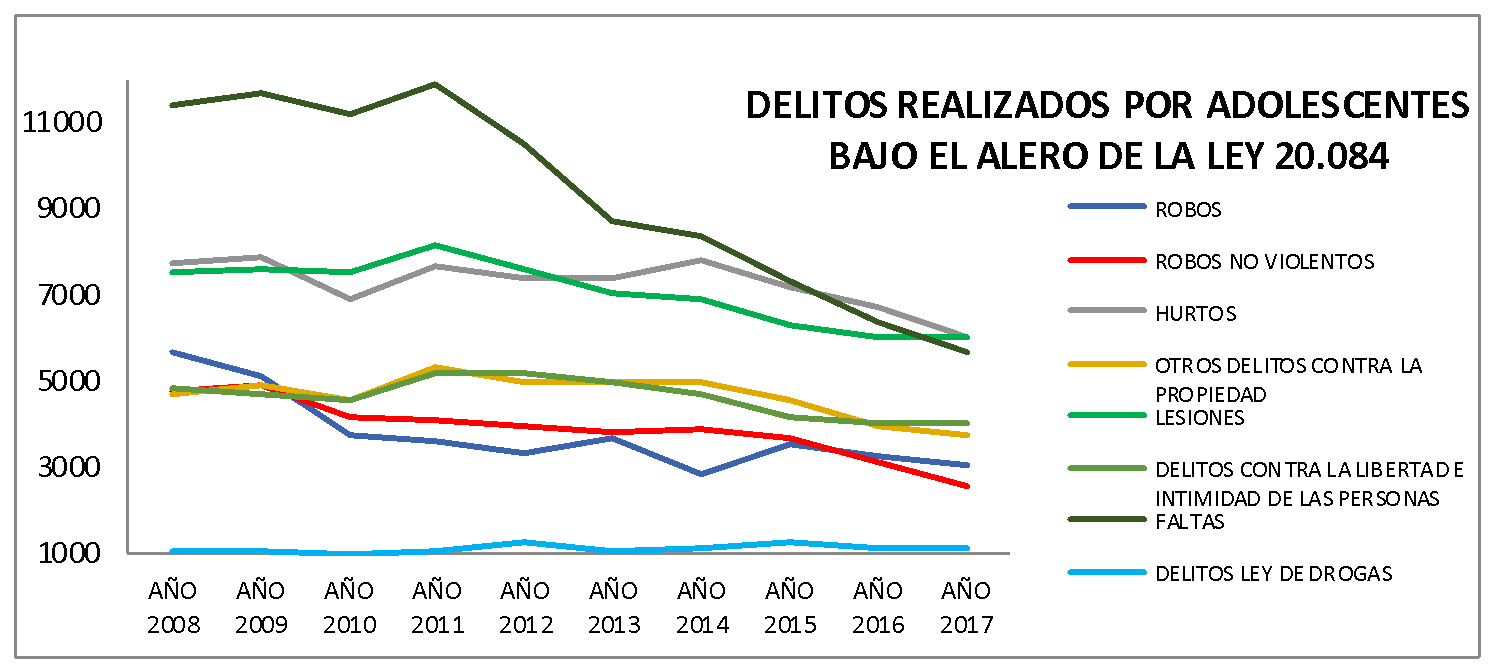 DELITOS REALIZADOS POR ADOLESCENTES
BAJO EL ALERO DE LA LEY 20.084
11000
9000
7000
5000
3000
1000
AÑO 2008
AÑO 2009
AÑO 2010
AÑO 2011
AÑO 2012
AÑO 2013
AÑO 2014
AÑO 2015
AÑO 2016
AÑO 2017
ROBOS
ROBOS NO VIOLENTOS
HURTOS
OTROS DELITOS CONTRA LA
PROPIEDAD
LESIONES
DELITOS CONTRA LA LIBERTAD E
INTIMIDAD DE LAS PERSONAS
FALTAS
DELITOS LEY DE DROGAS